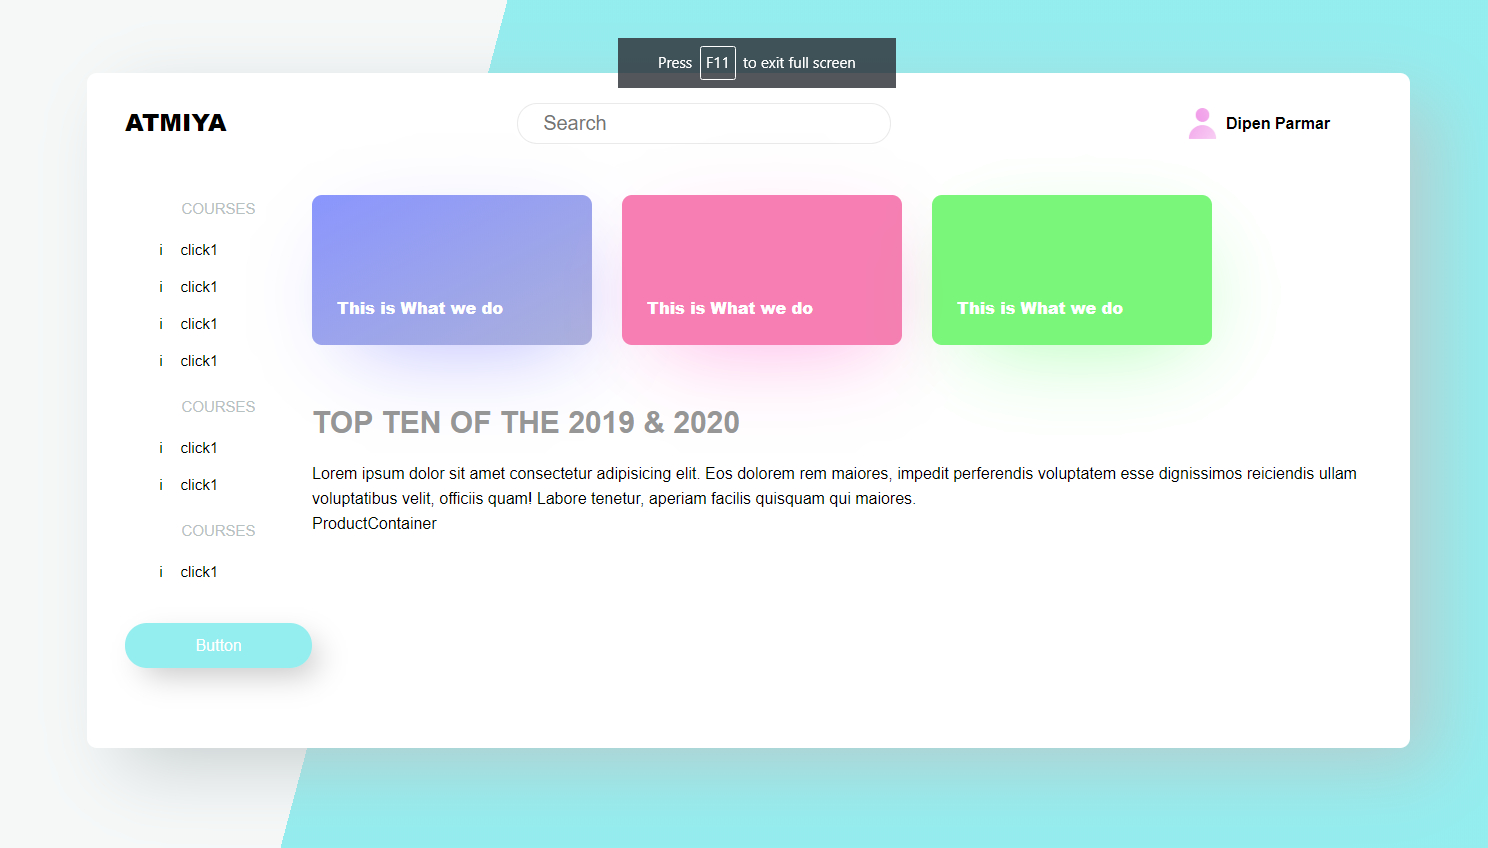 Press F11 to exit full screen
ATMIYA
Search
Dipen Parmar
COURSES
i click1
i click1
i click1
i click1
COURSES
i click1
i click1
COURSES
i click1
Button
This is What we do
This is What we do
This is What we do
TOP TEN OF THE 2019 & 2020
Lorem ipsum dolor sit amet consectetur adipisicing elit. Eos dolorem rem maiores, impedit perferendis voluptatem esse dignissimos reiciendis ullam
voluptatibus velit, officiis quam! Labore tenetur, aperiam facilis quisquam qui maiores.
ProductContainer